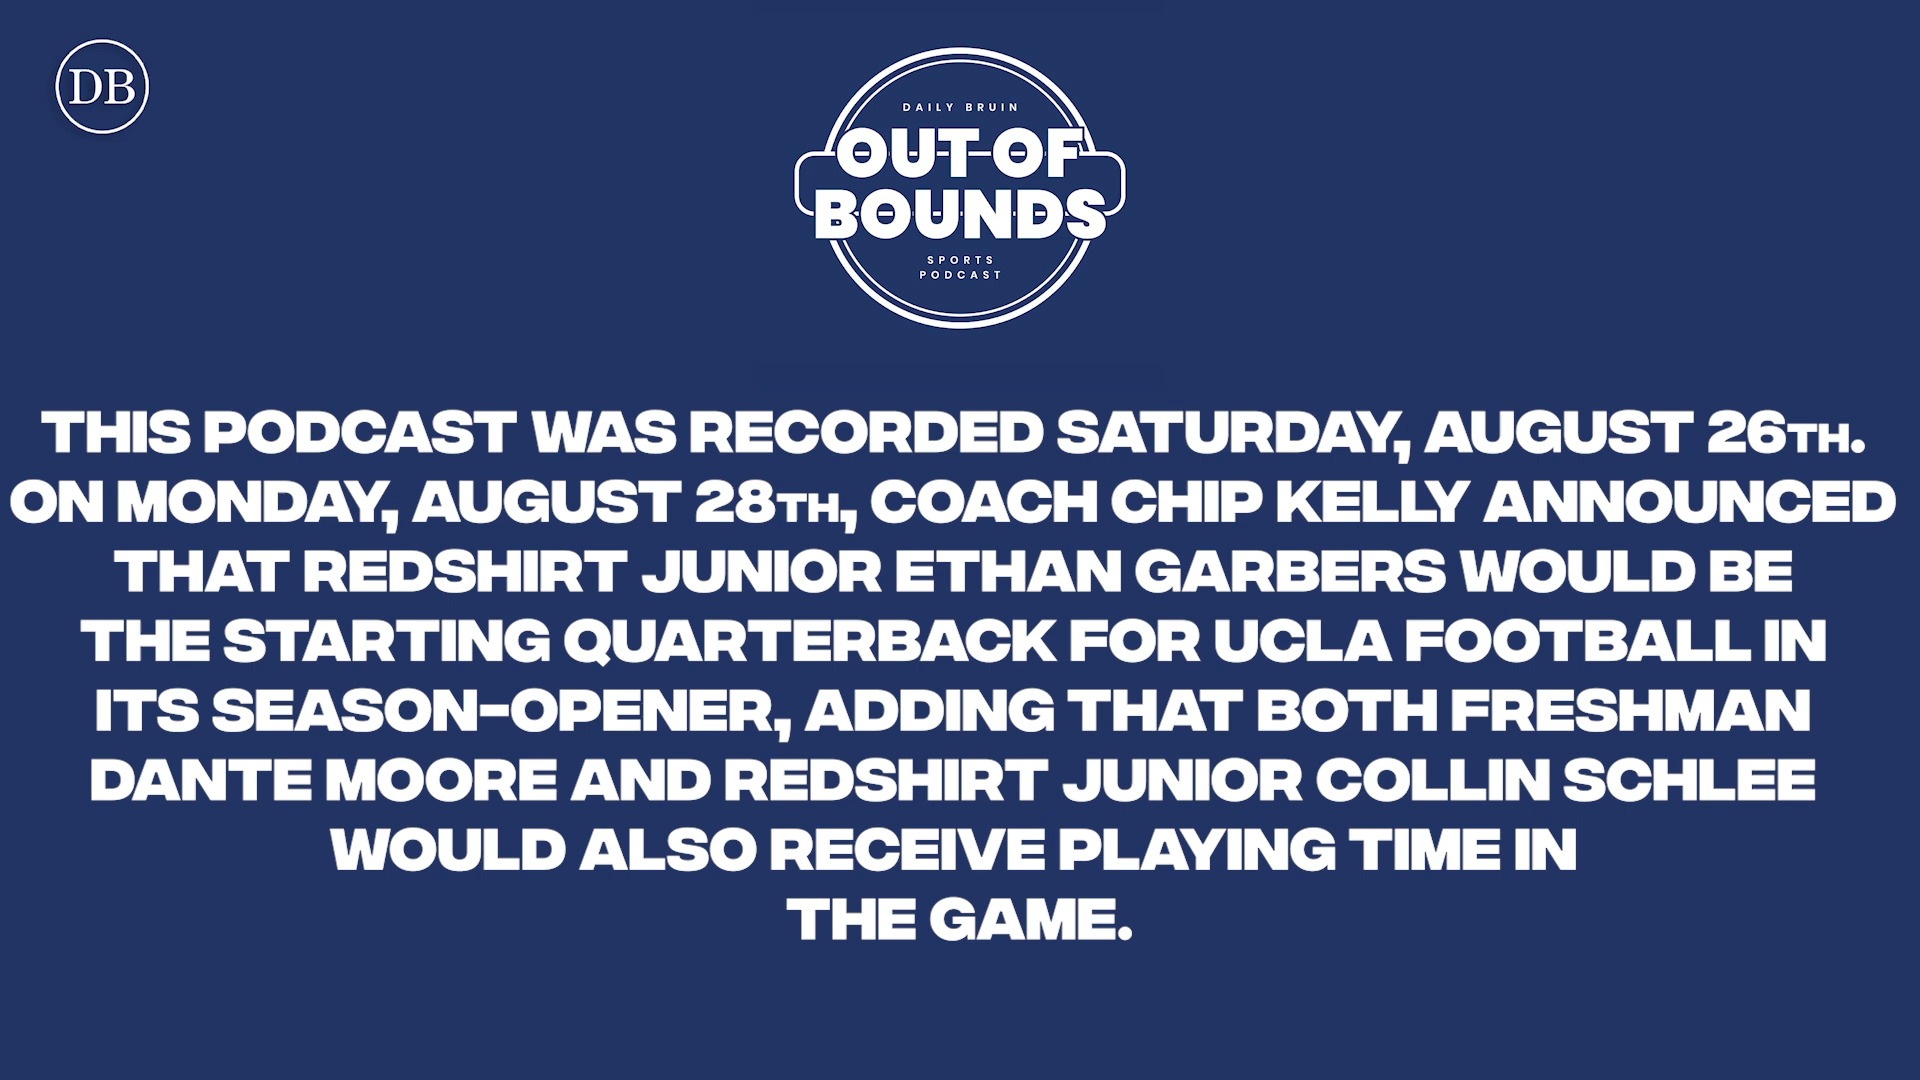 DB
DAILY BRUIN
OUT OF
BOUNDS
SPORTS
PODCAST
THIS PODCAST WAS RECORDED SATURDAY, AUGUST 26TH.
ON MONDAY, AUGUST 28TH, COACH CHIP KELLY ANNOUNCED
THAT REDSHIRT JUNIOR ETHAN GARBERS WOULD BE
THE STARTING QUARTERBACK FOR UCLA FOOTBALL IN
ITS SEASON-OPENER, ADDING THAT BOTH FRESHMAN
DANTE MOORE AND REDSHIRT JUNIOR COLLIN SCHLEE
WOULD ALSO RECEIVE PLAYING TIME IN
THE GAME.